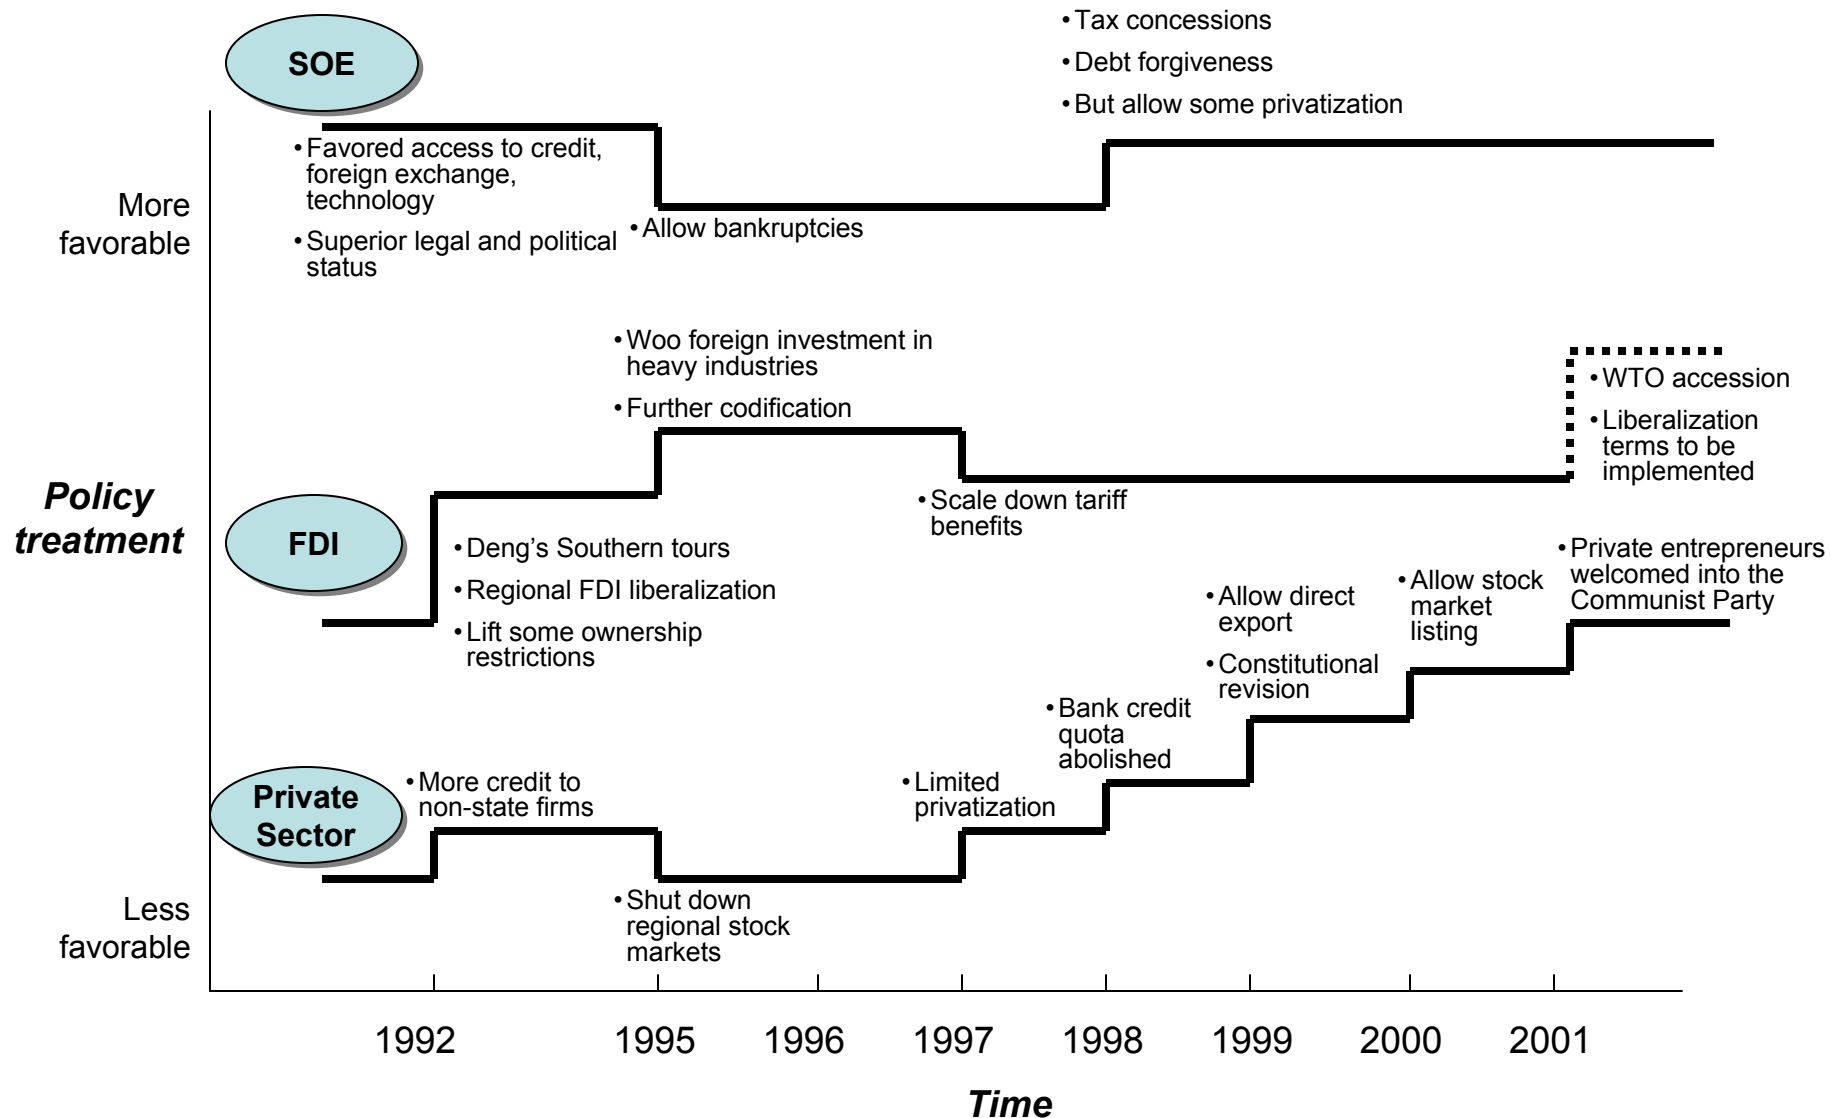 SOE
• Tax concessions
• Debt forgiveness
• But allow some privatization
• Favored access to credit,
foreign exchange,
technology
• Superior legal and political
status
• Allow bankruptcies
More
favorable
• Woo foreign investment in
heavy industries
• Further codification
• WTO accession
• Liberalization
terms to be
implemented
Policy
treatment
FDI
• Deng’s Southern tours
• Regional FDI liberalization
• Lift some ownership
restrictions
• Scale down tariff
benefits
• Private entrepreneurs
welcomed into the
Communist Party
• Allow stock
market
listing
• Allow direct
export
• Constitutional
revision
• Bank credit
quota
abolished
Private
Sector
• More credit to
non-state firms
• Limited
privatization
• Shut down
regional stock
markets
Less
favorable
1992 1995 1996 1997 1998 1999 2000 2001
Time